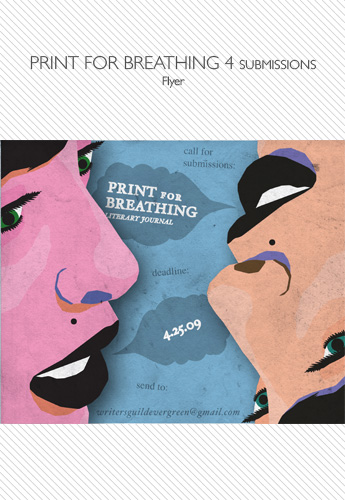 PRINT FOR BREATHING 4 SUBMISSIONS
Flyer
call for
submissions:
PRINT FOR
BREATHING
LITERARY JOURNAL
deadline:
4.25.09
send to:
writersguildevergreen@gmail.com